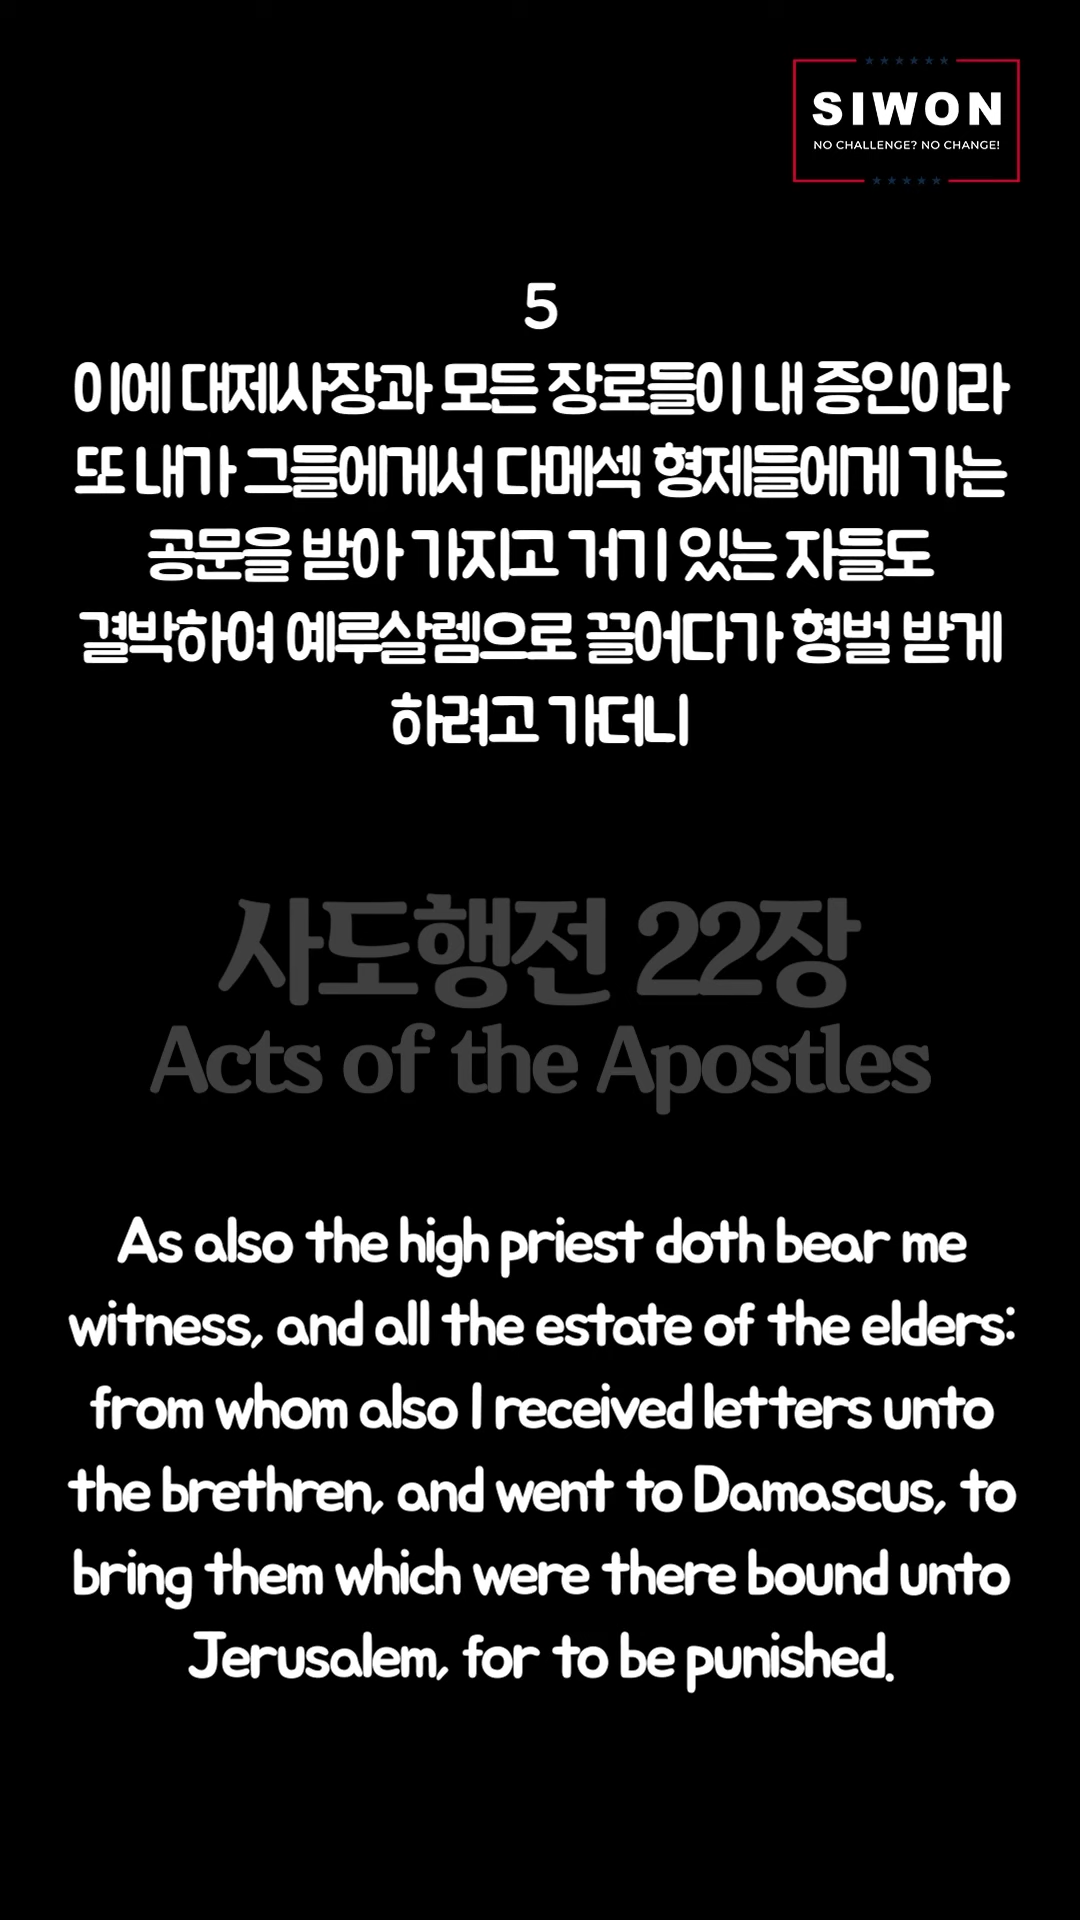 SIWON
NO CHALLENGE? NO CHANGE!
5
이에 대제사장과 모든 장로들이 내 증인이라
또 내가 그들에게서 다메섹 형제들에게 가는
공문을 받아 가지고 거기 있는 자들도
결박하여 예루살렘으로 끌어다가 형벌 받게
하려고 가더니
사도행전 22장
Acts of the Apostles
As also the high priest doth bear me
witness, and all the estate of the elders:
from whom also I received letters unto
the brethren, and went to Damascus, to
bring them which were there bound unto
Jerusalem, for to be punished.